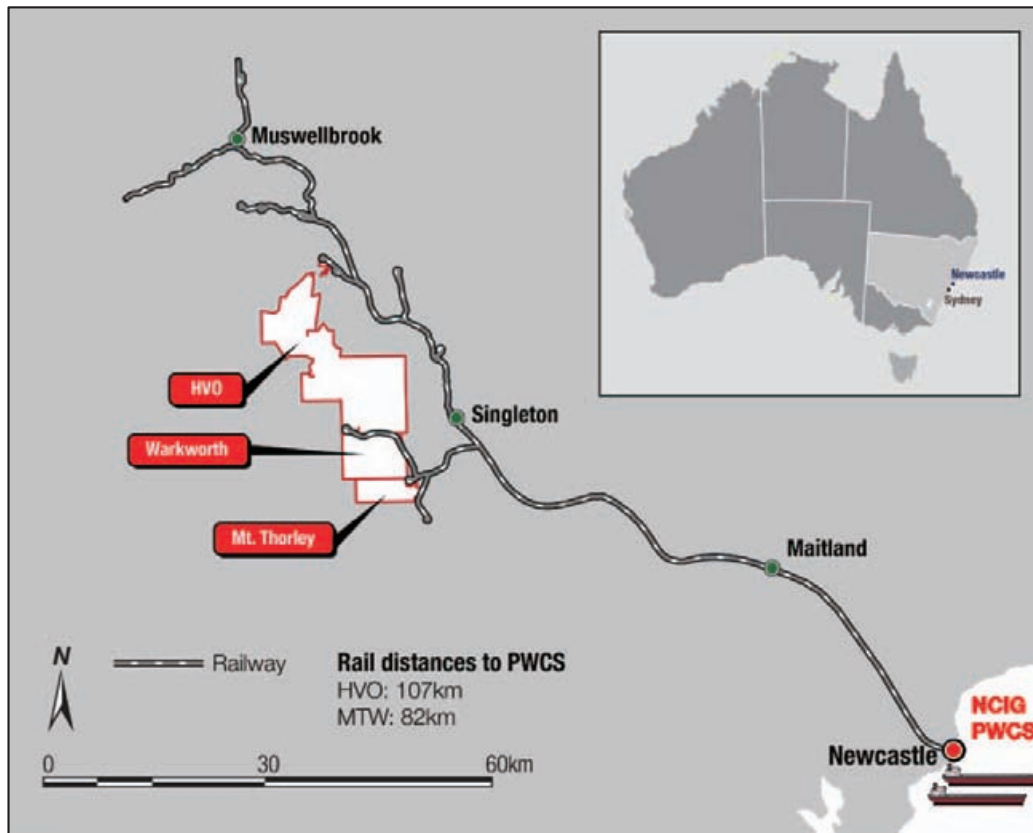 Muswellbrook
Newcastle
Sydney
HVO
Singleton
Warkworth
Mt. Thorley
Maitland
N
Railway
Rail distances to PWCS
HVO: 107km
MTW: 82km
NCIG
PWCS
Newcastle
0 30 60km